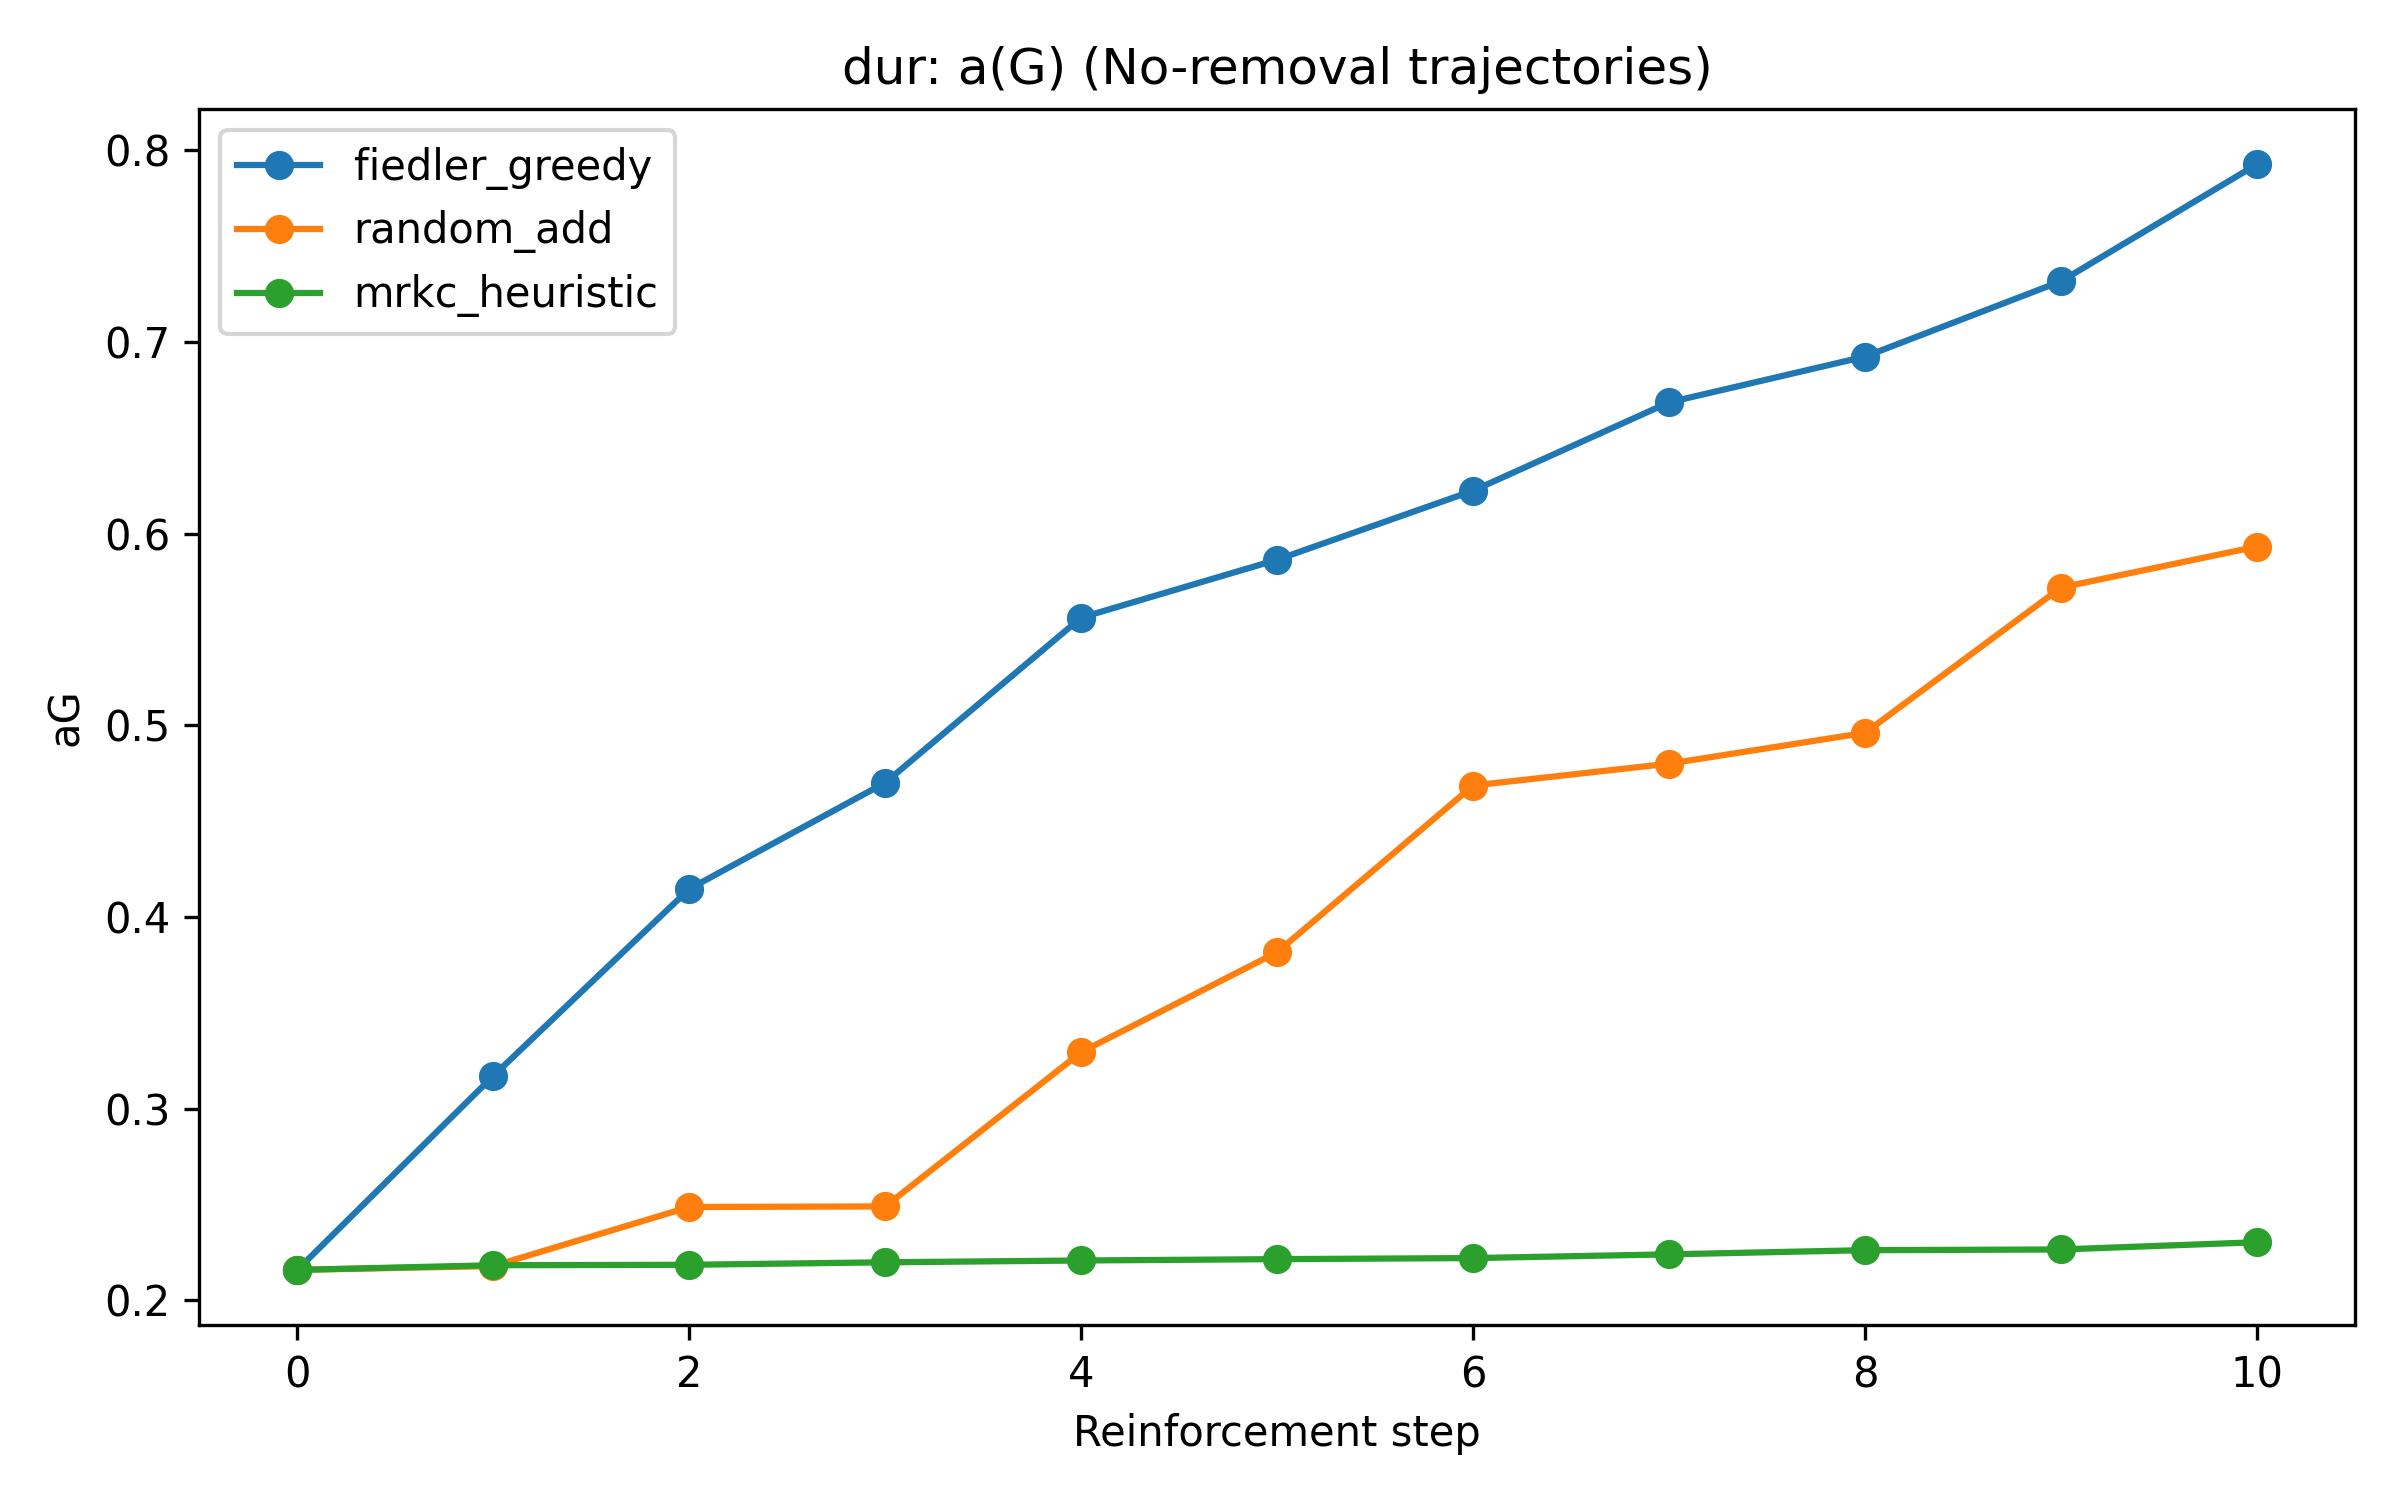 dur: a(G) (No-removal trajectories)
fiedler_greedy
random_add
mrkc_heuristic
aG
0.8
0.7
0.6
0.5
0.4
0.3
0.2
0 2 4 6 8 10
Reinforcement step